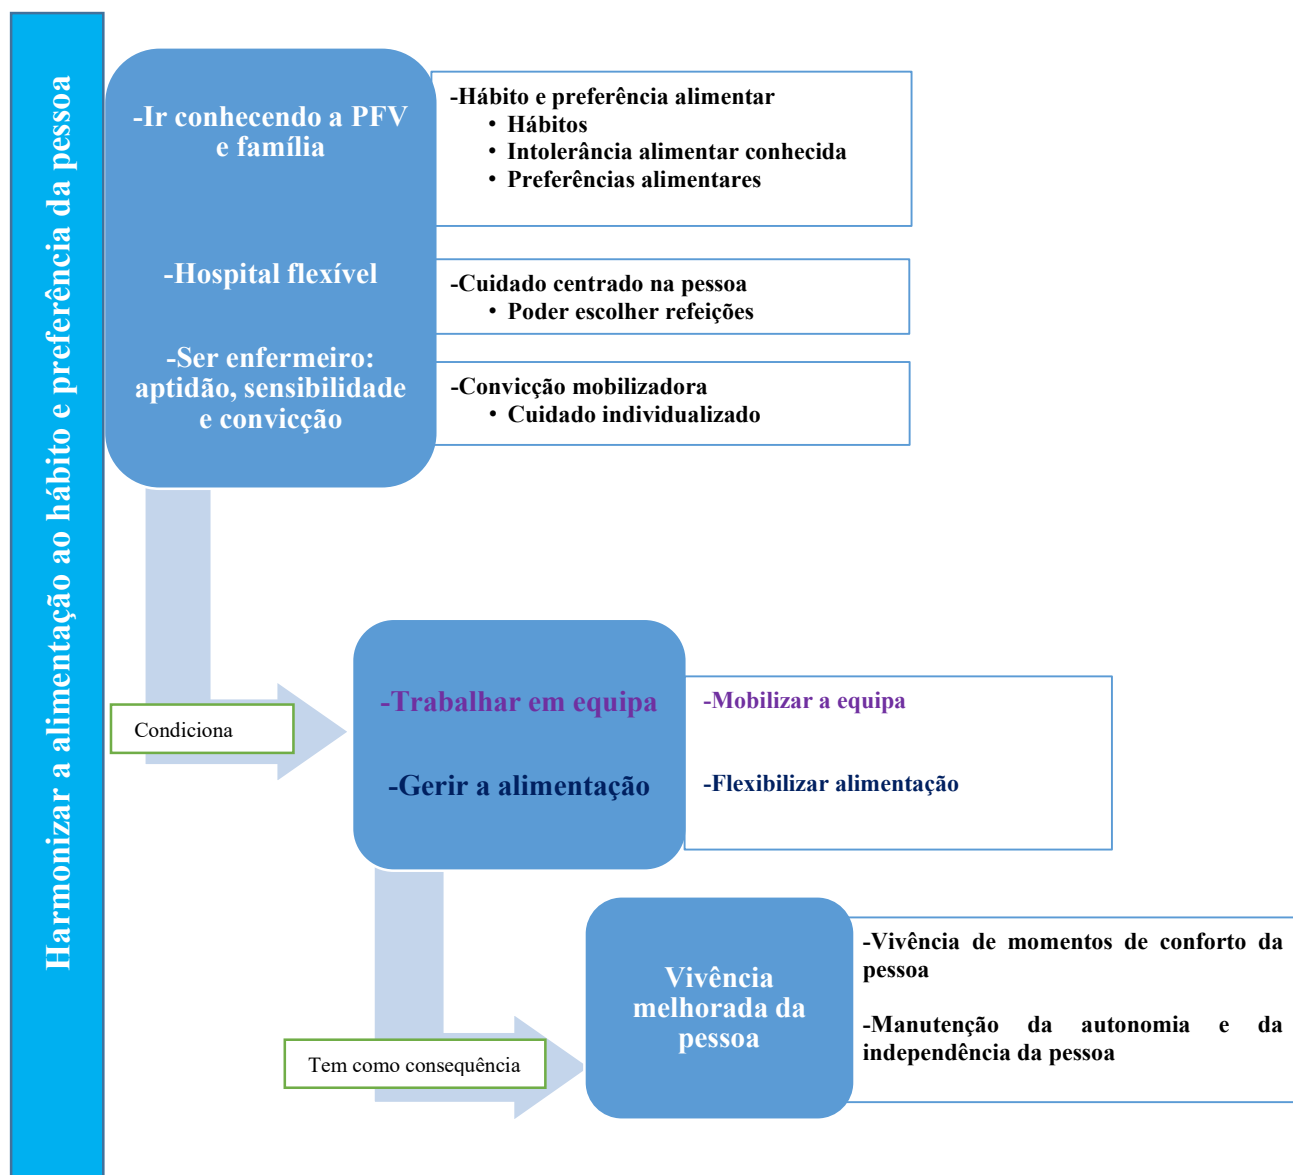 Harmonizar a alimentação ao hábito e preferência da pessoa
-Ir conhecendo a PFV
e família
-Hábito e preferência alimentar
• Hábitos
• Intolerância alimentar conhecida
• Preferências alimentares
-Hospital flexível
-Cuidado centrado na pessoa
• Poder escolher refeições
-Ser enfermeiro:
aptidão, sensibilidade
e convicção
-Convicção mobilizadora
• Cuidado individualizado
Condiciona
-Trabalhar em equipa
-Mobilizar a equipa
-Gerir a alimentação
-Flexibilizar alimentação
Tem como consequência
Vivência
melhorada da
pessoa
-Vivência de momentos de conforto da
pessoa
-Manutenção da autonomia e da
independência da pessoa